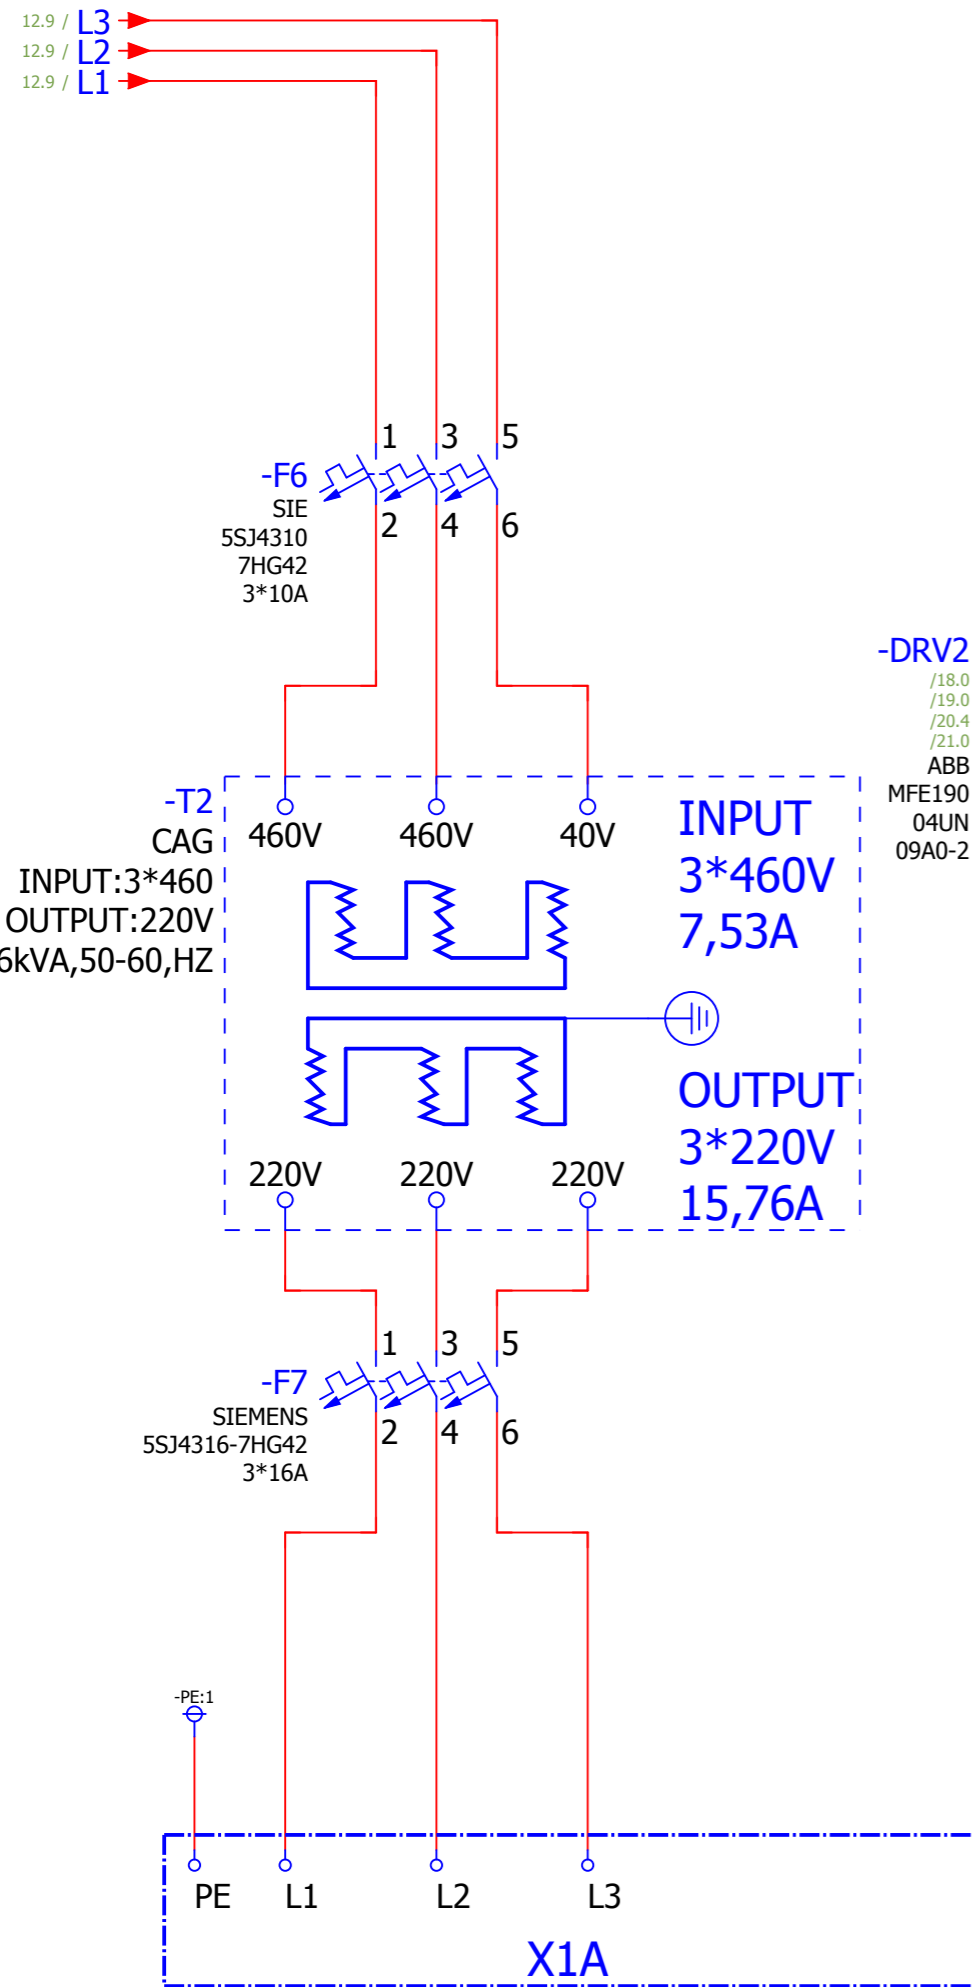 12.9 / L3
12.9 / L2
12.9 / L1
1 3 5
-F6
SIE
5SJ4310
7HG42
3*10A
2 4 6
-DRV2
/18.0
/19.0
/20.4
/21.0
ABB
MFE190
04UN
09A0-2
-T2
CAG
INPUT:3*460
OUTPUT:220V
6kVA,50-60,HZ
460V 460V 40V
INPUT
3*460V
7,53A
OUTPUT
3*220V
15,76A
220V 220V 220V
1 3 5
-F7
SIEMENS
5SJ4316-7HG42
3*16A
2 4 6
-PE:1
PE L1 L2 L3
X1A